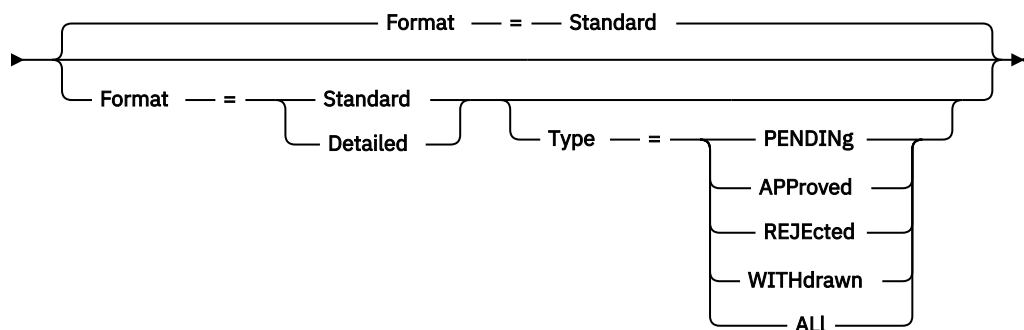 Format = Standard
Format = Standard
Detailed
Type = PENDINg
APProved
REJEcted
WITHdrawn
ALl